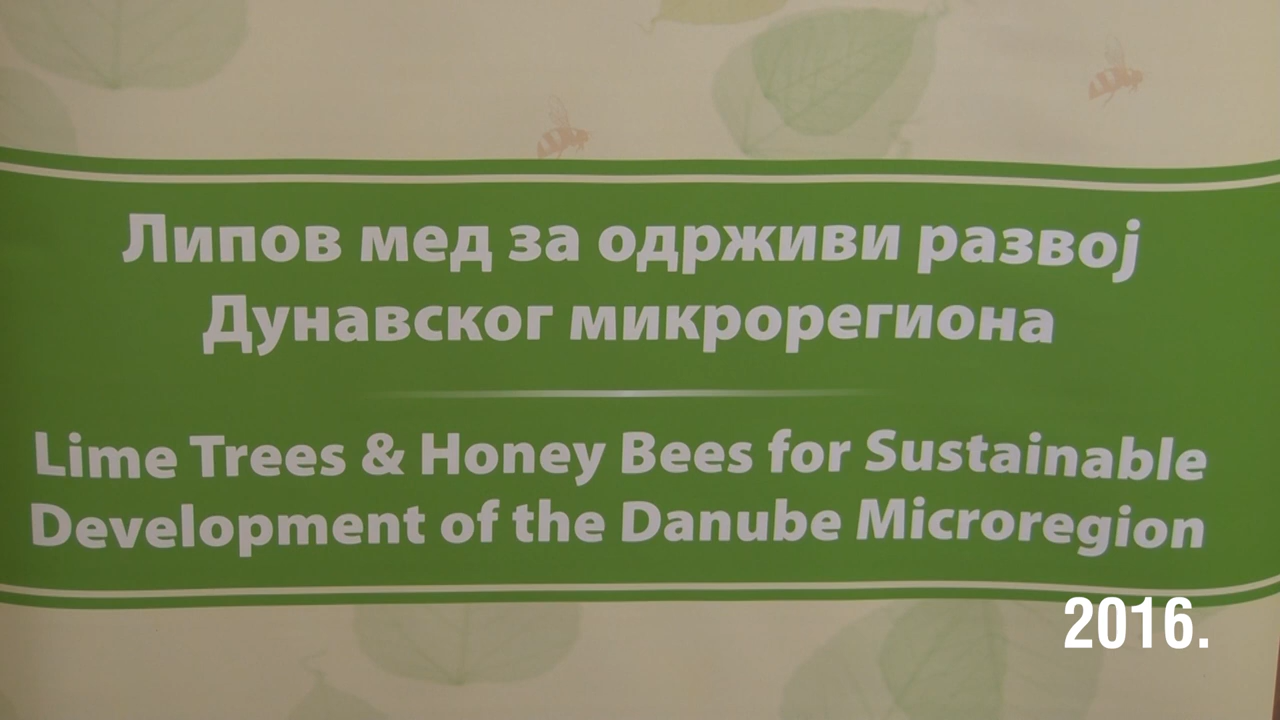 Липов мед за одрживи развој
Дунавског микрорегиона
Lime Trees & Honey Bees for Sustainable
Development of the Danube Microregion
2016.